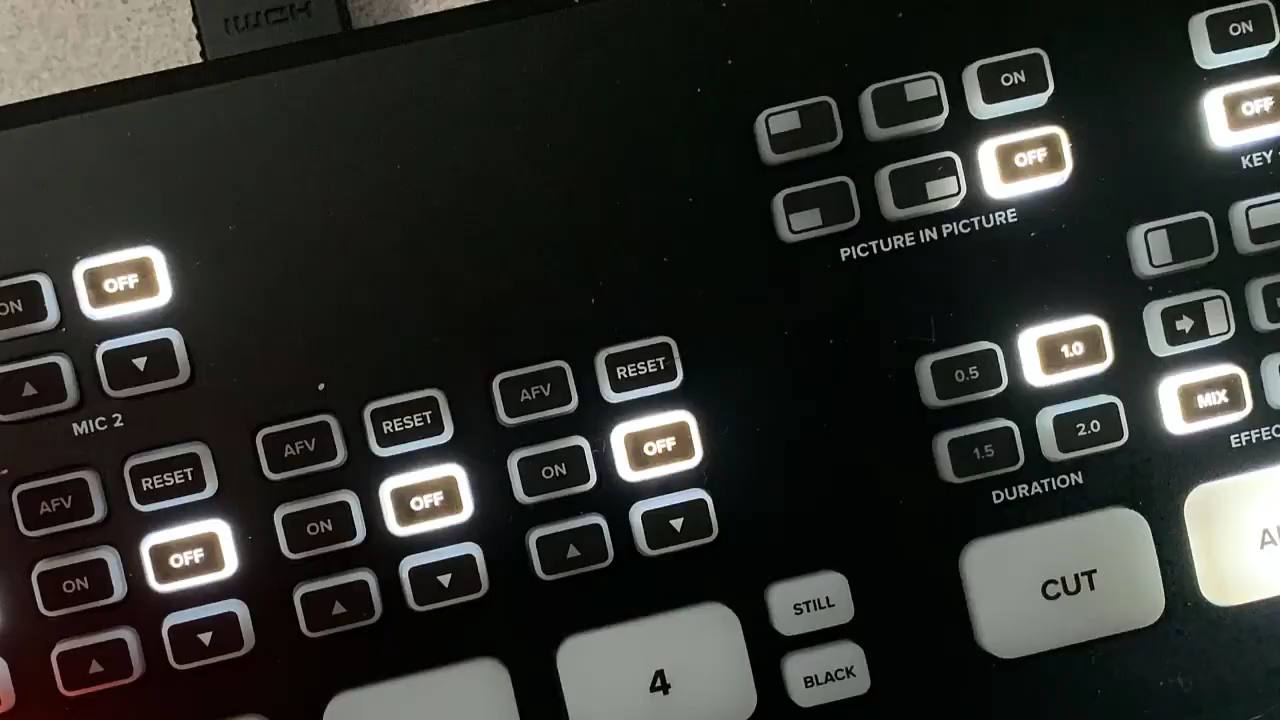 HDMI
ON
OFF
MIC 2
AFV
RESET
ON
OFF
AFV
RESET
ON
OFF
AFV
RESET
ON
OFF
4
STILL
BLACK
ON
OFF
PICTURE IN PICTURE
ON
OFF
KEY
0.5
1.0
1.5
2.0
DURATION
MIX
CUT